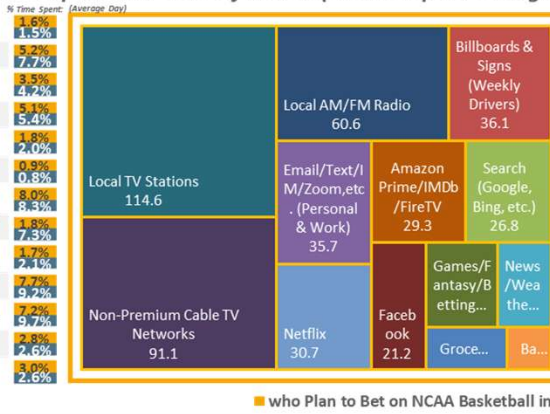 % Time Spent: (Average Day)
1.6%
1.5%
5.2%
7.7%
3.5%
4.2%
5.1%
5.4%
1.8%
2.0%
0.9%
0.8%
8.0%
8.3%
1.8%
7.3%
1.7%
2.1%
7.7%
9.2%
7.2%
9.7%
2.8%
2.6%
3.0%
2.6%
Local TV Stations
114.6
Non-Premium Cable TV
Networks
91.1
Local AM/FM Radio
60.6
Billboards &
Signs
(Weekly
Drivers)
36.1
Email/Text/I
M/Zoom,etc
. (Personal
& Work)
35.7
Amazon
Prime/IMDb
/FireTV
29.3
Search
(Google,
Bing, etc.)
26.8
Netflix
30.7
Faceb
ook
21.2
Games/F
antasy/B
etting...
News
/Wea
the...
Groce...
Ba...
who Plan to Bet on NCAA Basketball in